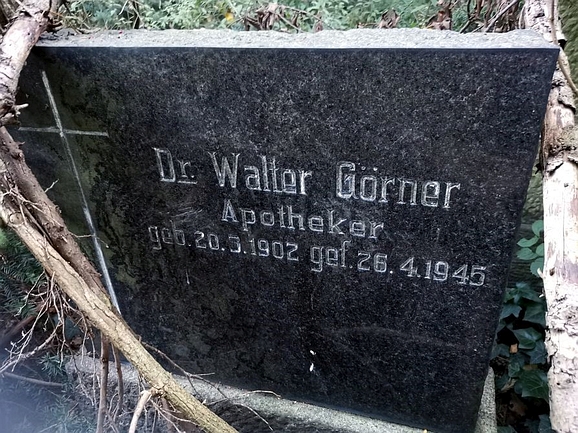 Dr. Walter Görner
Apotheker
geb. 20.3.1902 gef. 26.4.1945